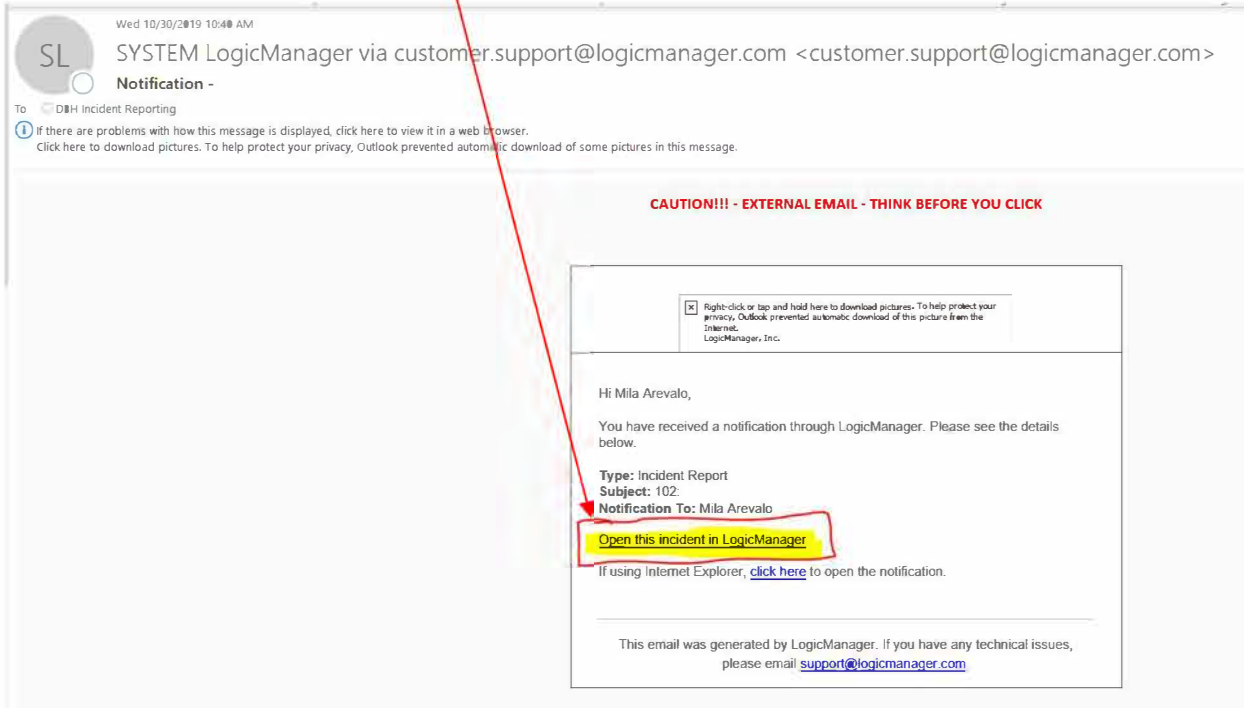 Wed 10/30/2019 10:40 AM
SL
SYSTEM LogicManager via customer.support@logicmanager.com <customer.support@logicmanager.com>
Notification -
To DIIH Incident Reporting
If there are problems with how this message is displayed, click here to view it in a web browser.
Click here to download pictures. To help protect your privacy, Outlook prevented automatic download of some pictures in this message.
CAUTION!!! - EXTERNAL EMAIL - THINK BEFORE YOU CLICK
Right-click or tap and hold here to download pictures. To help protect your
privacy, Outlook prevented automatic download of this picture from the
Internet.
LogicManager, Inc.
Hi Mila Arevalo,
You have received a notification through LogicManager. Please see the details
below.
Type: Incident Report
Subject: 102:
Notification To: Mila Arevalo
Open this incident in LogicManager
If using Internet Explorer, click here to open the notification.
This email was generated by LogicManager. If you have any technical issues,
please email support@logicmanager.com